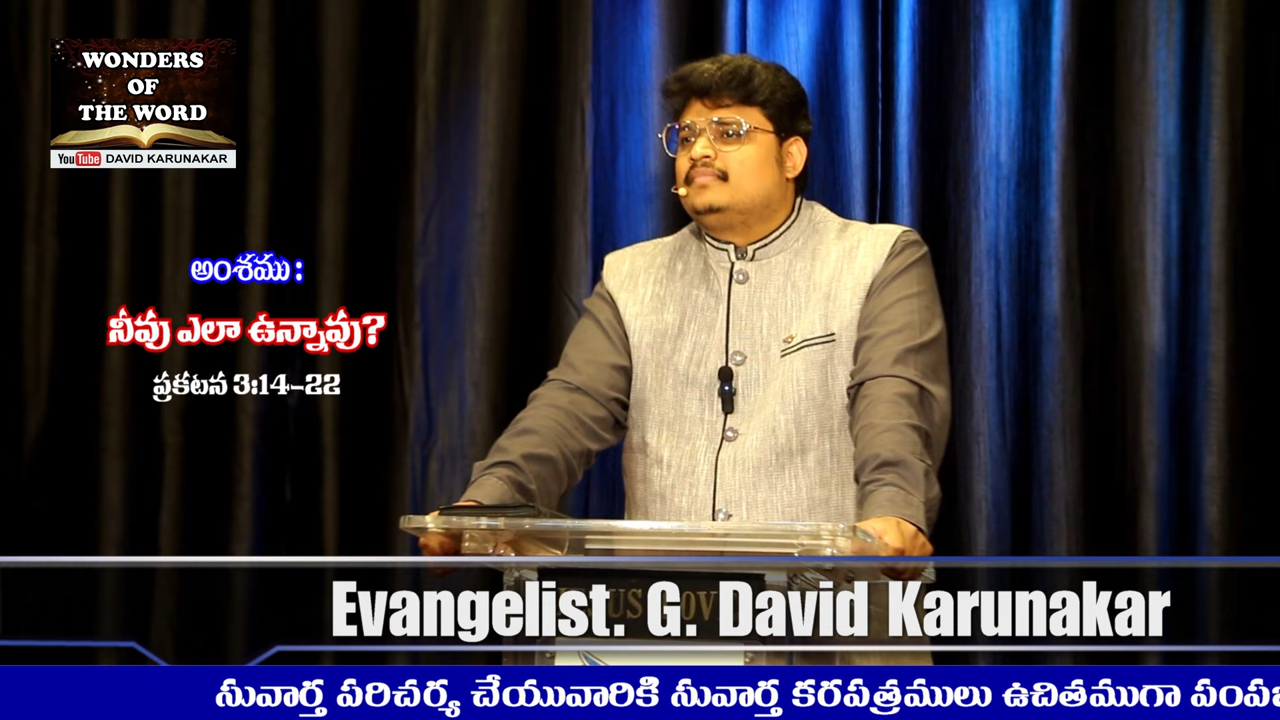 WONDERS
OF
THE WORD
YouTube DAVID KARUNAKAR
అంశము :
నీవు ఎలా ఉన్నావు?
ప్రకటన 3:14-22
Evangelist. G. David Karunakar
సువార్త పరిచర్య చేయువారికి సువార్త కరపత్రములు ఉచితముగా